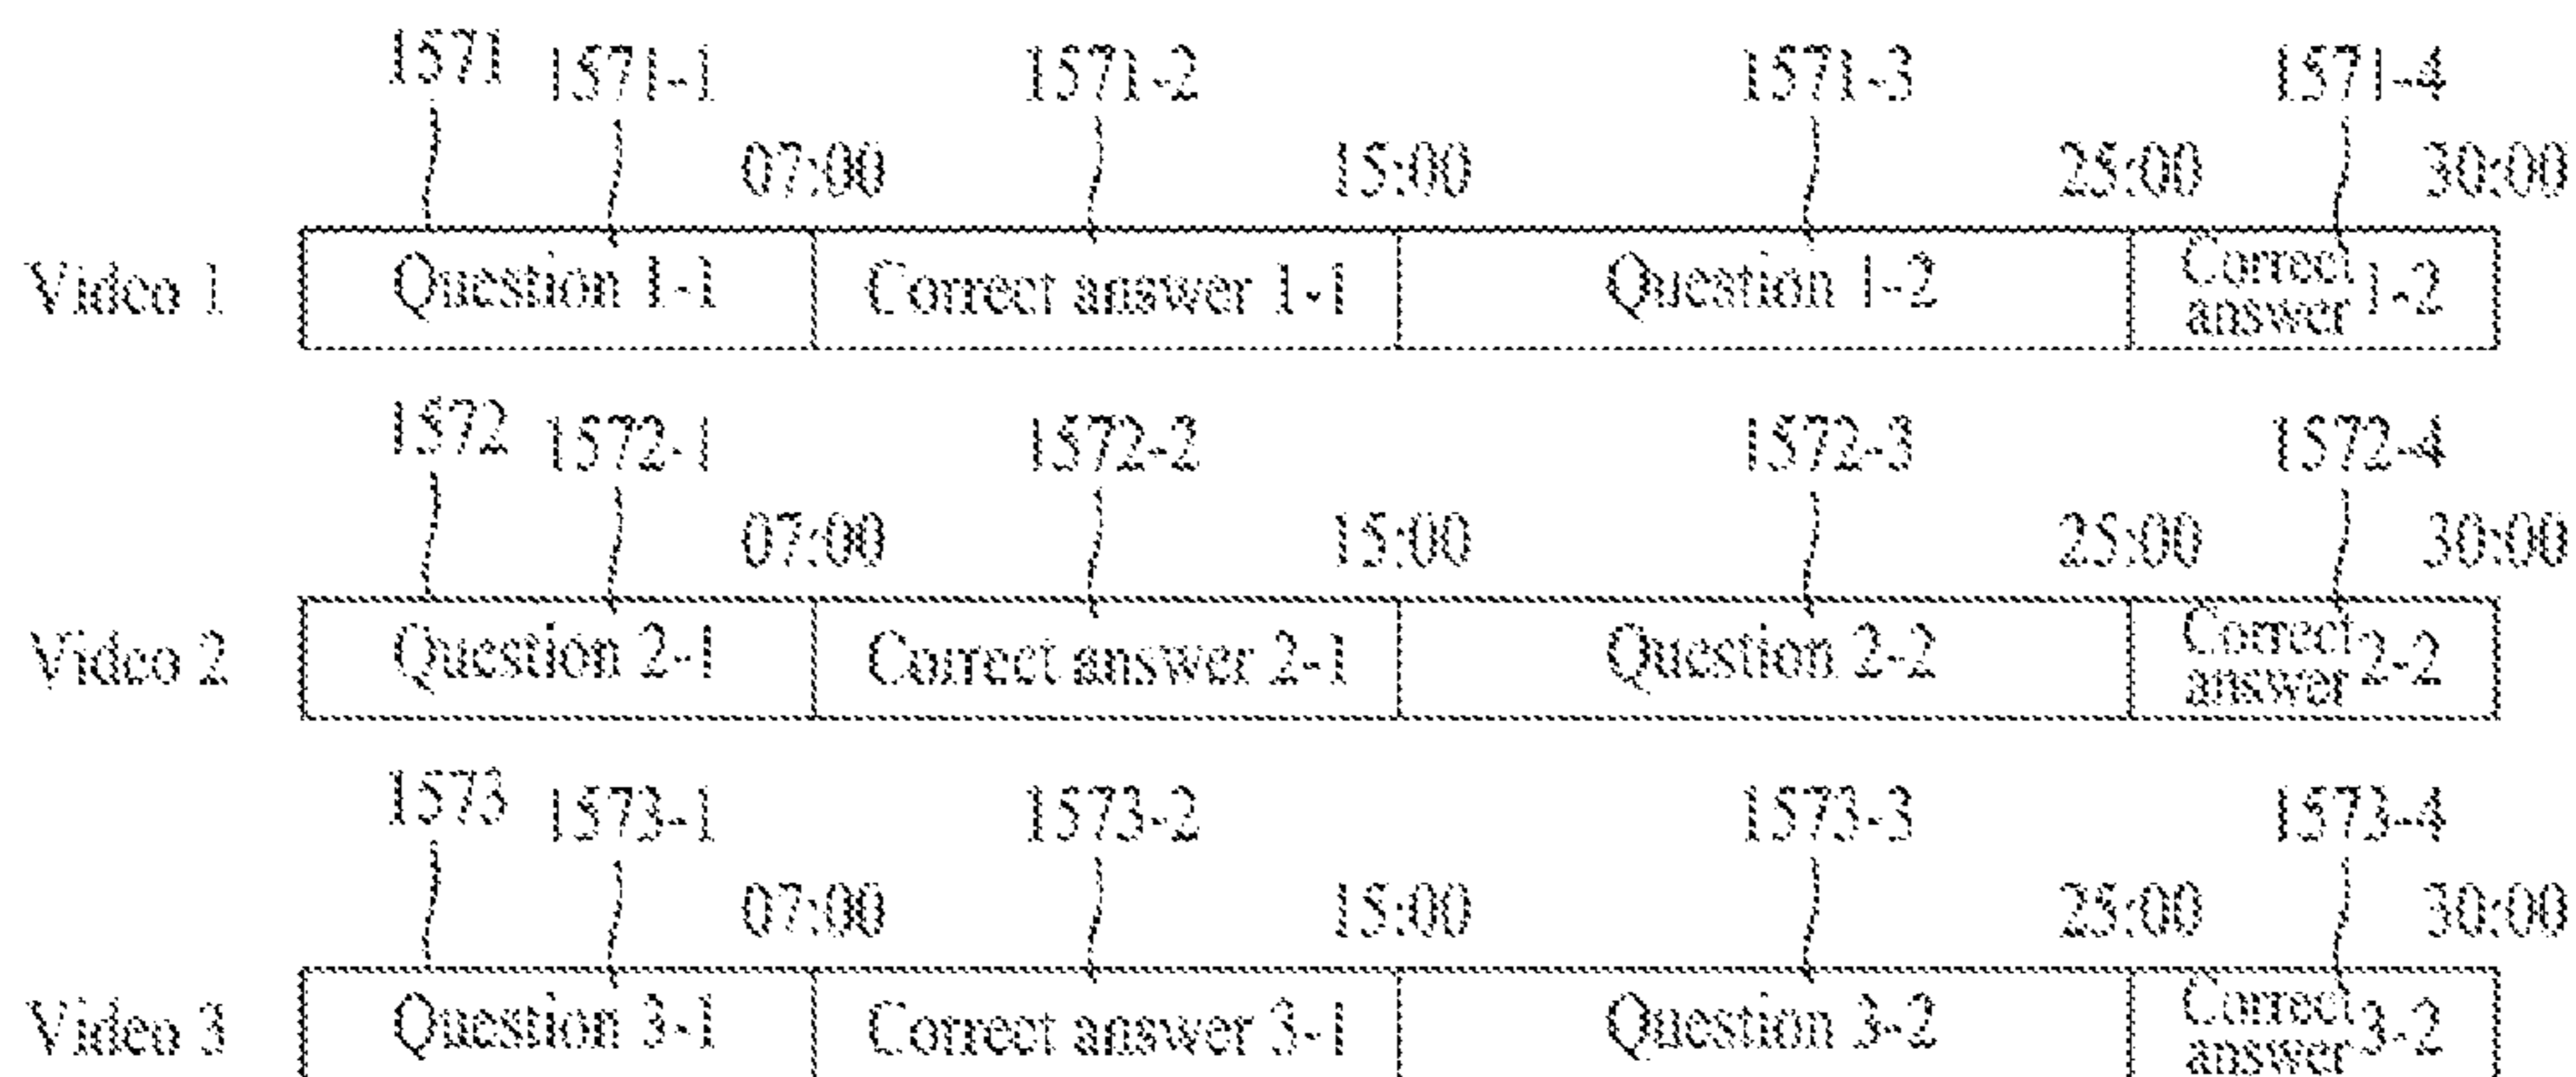 1571 1571-1 1571-2 1571-3 1571-4
07:00 15:00 25:00 30:00
Video 1 Question 1-1 Correct answer 1-1 Question 1-2 Correct answer 1-2
1572 1572-1 1572-2 1572-3 1572-4
07:00 15:00 25:00 30:00
Video 2 Question 2-1 Correct answer 2-1 Question 2-2 Correct answer 2-2
1573 1573-1 1573-2 1573-3 1573-4
07:00 15:00 25:00 30:00
Video 3 Question 3-1 Correct answer 3-1 Question 3-2 Correct answer 3-2